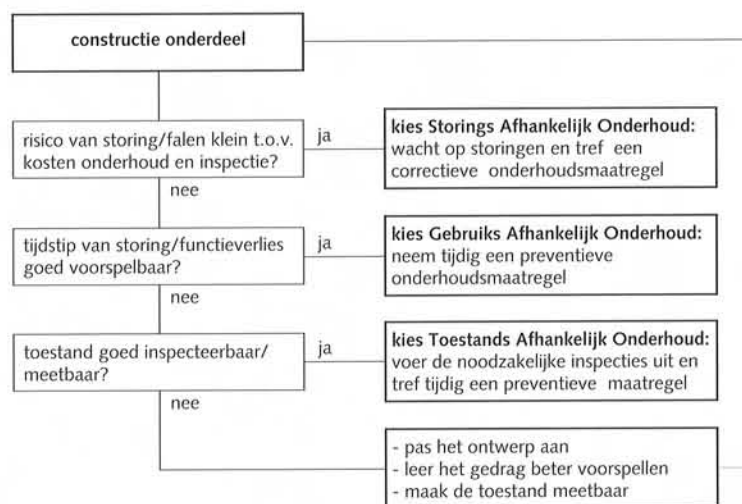 constructie onderdeel
risico van storing/falen klein t.o.v.
kosten onderhoud en inspectie?
ja
kies Storings Afhankelijk Onderhoud:
wacht op storingen en tref een
correctieve onderhoudsmaatregel
nee
tijdstip van storing/functieverlies
goed voorspelbaar?
ja
kies Gebruiks Afhankelijk Onderhoud:
neem tijdig een preventieve
onderhoudsmaatregel
nee
toestand goed inspecteerbaar/
meetbaar?
ja
kies Toestands Afhankelijk Onderhoud:
voer de noodzakelijke inspecties uit en
tref tijdig een preventieve maatregel
nee
- pas het ontwerp aan
- leer het gedrag beter voorspellen
- maak de toestand meetbaar